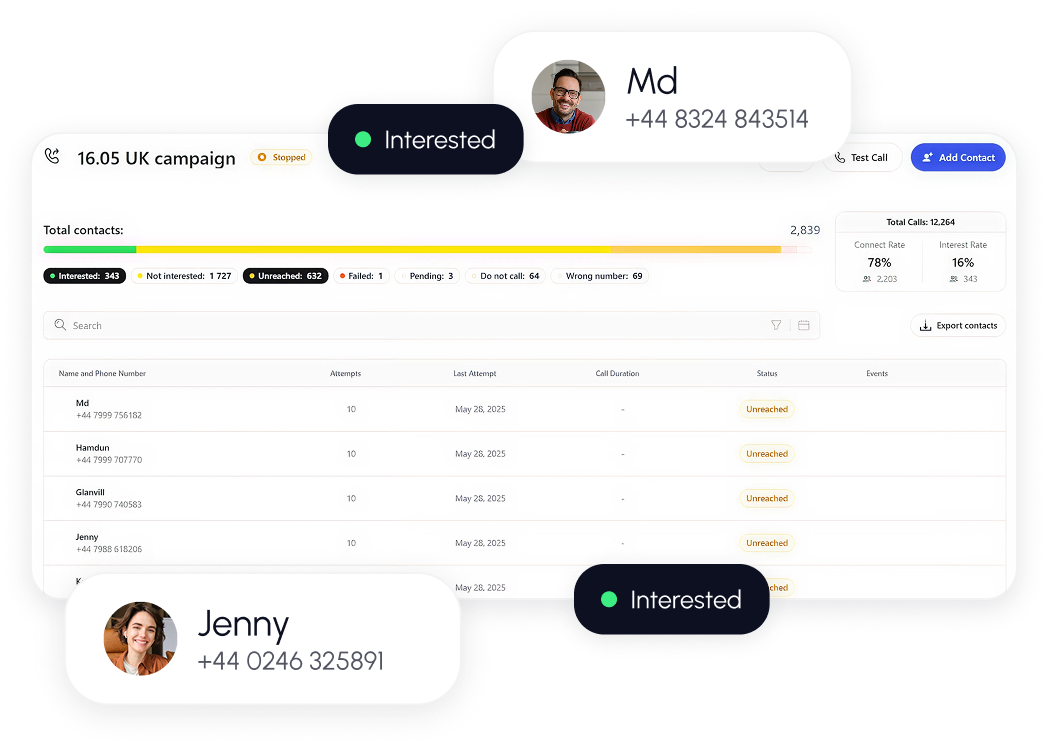 Md
+44 8324 843514
Interested
16.05 UK campaign
Stopped
Test Call
Add Contact
Total contacts:
2,839
Interested: 343
Not interested: 1 727
Unreached: 632
Failed: 1
Pending: 3
Do not call: 64
Wrong number: 69
Total Calls: 12,264
Connect Rate
Interest Rate
78%
16%
2,203
343
Search
Export contacts
Name and Phone Number Attempts Last Attempt Call Duration Status Events
Md
+44 7999 756182
10 May 28, 2025 - Unreached
Hamdun
+44 7999 707770
10 May 28, 2025 - Unreached
Glanvill
+44 7990 740583
10 May 28, 2025 - Unreached
Jenny
+44 7988 618206
10 May 28, 2025 - Unreached
May 28, 2025
Interested
Jenny
+44 0246 325891